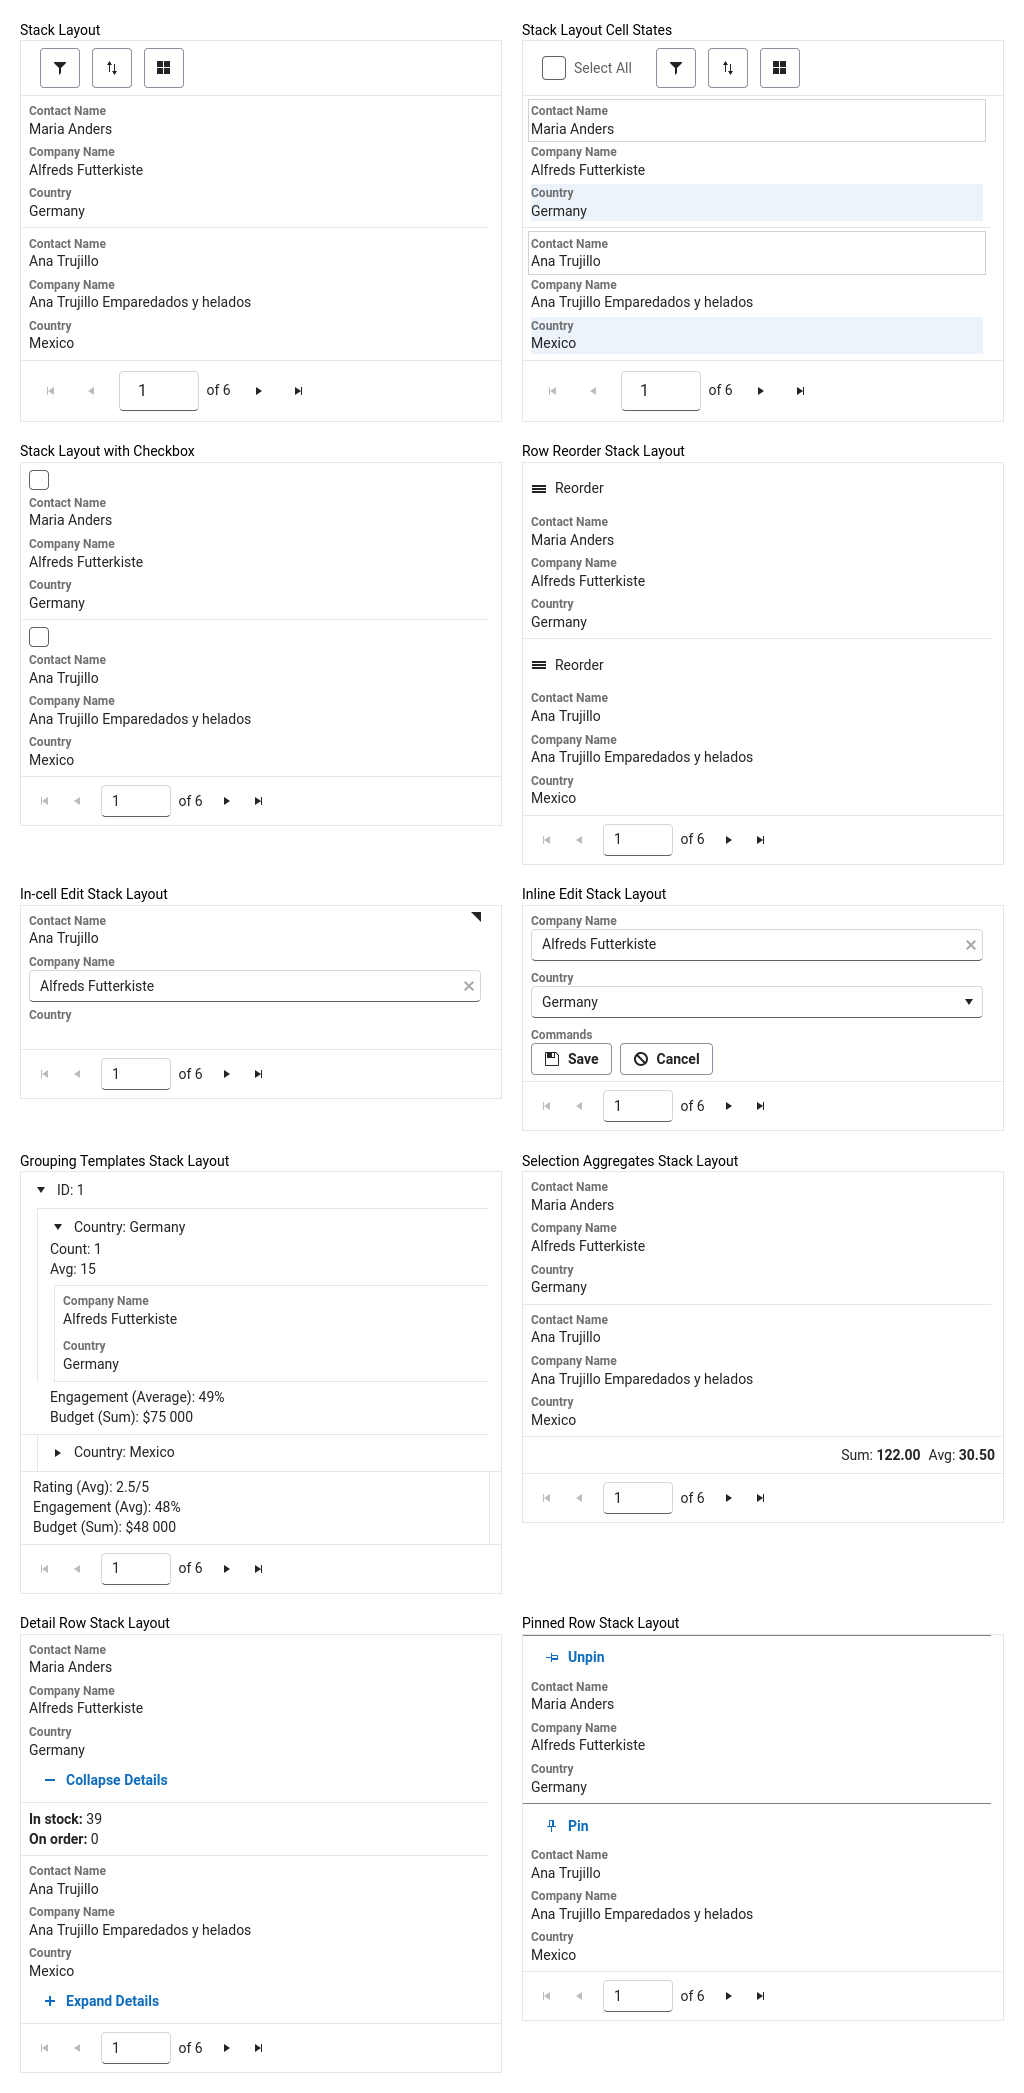 Stack Layout
Contact Name
Maria Anders
Company Name
Alfreds Futterkiste
Country
Germany
Contact Name
Ana Trujillo
Company Name
Ana Trujillo Emparedados y helados
Country
Mexico
1 of 6
Stack Layout Cell States
Select All
Contact Name
Maria Anders
Company Name
Alfreds Futterkiste
Country
Germany
Contact Name
Ana Trujillo
Company Name
Ana Trujillo Emparedados y helados
Country
Mexico
1 of 6
Stack Layout with Checkbox
Contact Name
Maria Anders
Company Name
Alfreds Futterkiste
Country
Germany
Contact Name
Ana Trujillo
Company Name
Ana Trujillo Emparedados y helados
Country
Mexico
1 of 6
Row Reorder Stack Layout
Reorder
Contact Name
Maria Anders
Company Name
Alfreds Futterkiste
Country
Germany
Reorder
Contact Name
Ana Trujillo
Company Name
Ana Trujillo Emparedados y helados
Country
Mexico
1 of 6
In-cell Edit Stack Layout
Contact Name
Ana Trujillo
Company Name
Alfreds Futterkiste
Country
1 of 6
Inline Edit Stack Layout
Company Name
Alfreds Futterkiste
Country
Germany
Commands
Save Cancel
1 of 6
Grouping Templates Stack Layout
ID: 1
Country: Germany
Count: 1
Avg: 15
Company Name
Alfreds Futterkiste
Country
Germany
Engagement (Average): 49%
Budget (Sum): $75 000
Country: Mexico
Rating (Avg): 2.5/5
Engagement (Avg): 48%
Budget (Sum): $48 000
1 of 6
Selection Aggregates Stack Layout
Contact Name
Maria Anders
Company Name
Alfreds Futterkiste
Country
Germany
Contact Name
Ana Trujillo
Company Name
Ana Trujillo Emparedados y helados
Country
Mexico
Sum: 122.00 Avg: 30.50
1 of 6
Detail Row Stack Layout
Contact Name
Maria Anders
Company Name
Alfreds Futterkiste
Country
Germany
Collapse Details
In stock: 39
On order: 0
Contact Name
Ana Trujillo
Company Name
Ana Trujillo Emparedados y helados
Country
Mexico
Expand Details
1 of 6
Pinned Row Stack Layout
Unpin
Contact Name
Maria Anders
Company Name
Alfreds Futterkiste
Country
Germany
Pin
Contact Name
Ana Trujillo
Company Name
Ana Trujillo Emparedados y helados
Country
Mexico
1 of 6